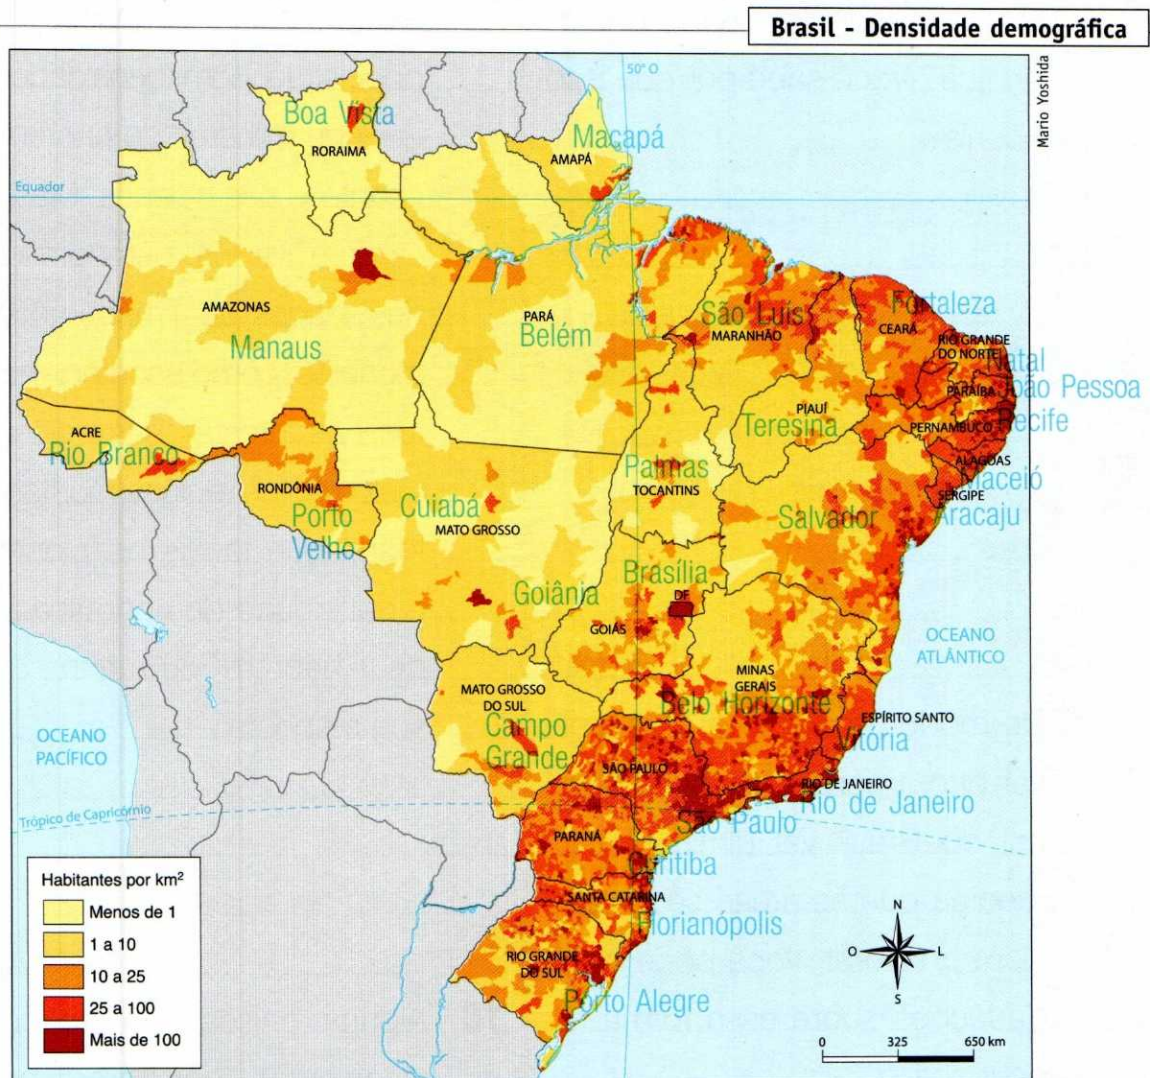 Brasil - Densidade demográfica
Mario Yoshida
50° O
Boa Vista
RORAIMA
Macapá
AMAPÁ
Equador
AMAZONAS
Manaus
PARÁ
Belém
São Luís
MARANHÃO
Fortaleza
CEARÁ
RIO GRANDE
DO NORTE
Natal
PARAÍBA
João Pessoa
PIAUÍ
Teresina
PERNAMBUCO
Recife
ACRE
Rio Branco
ALAGOAS
Maceió
RONDÔNIA
Porto
Velho
Cuiabá
MATO GROSSO
Palmas
TOCANTINS
SERGIPE
Aracaju
Salvador
Goiânia
Brasília
DF
GOIÁS
OCEANO
ATLÂNTICO
MATO GROSSO
DO SUL
Campo
Grande
MINAS
GERAIS
Belo Horizonte
ESPÍRITO SANTO
Vitória
OCEANO
PACÍFICO
SÃO PAULO
RIO DE JANEIRO
Rio de Janeiro
Trópico de Capricórnio
São Paulo
PARANÁ
Curitiba
SANTA CATARINA
Florianópolis
RIO GRANDE
DO SUL
Porto Alegre
Habitantes por km²
Menos de 1
1 a 10
10 a 25
25 a 100
Mais de 100
N
O
L
S
0 325 650 km